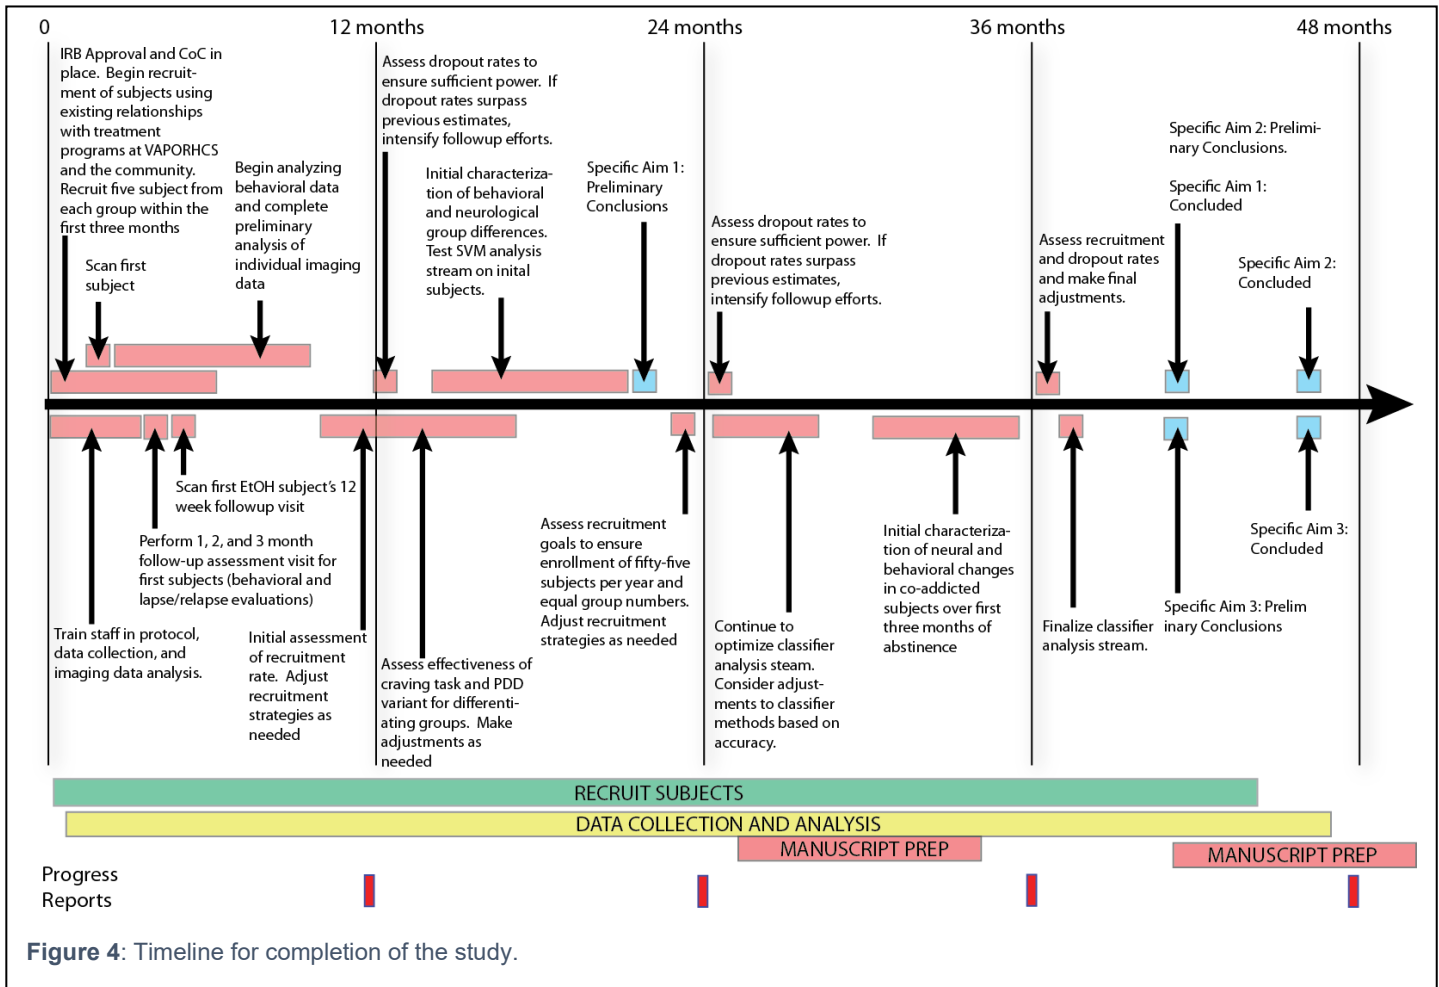 0
12 months
24 months
36 months
48 months
IRB Approval and CoC in
place.  Begin recruit-
ment of subjects using
existing relationships
with treatment
programs at VAPORHCS
and the community.
Recruit five subject from
each group within the
first three months
Scan first
subject
Begin analyzing
behavioral data
and complete
preliminary
analysis of
individual imaging
data
Assess dropout rates to
ensure sufficient power.  If
dropout rates surpass
previous estimates,
intensify followup efforts.
Initial characteriza-
tion of behavioral
and neurological
group differences.
Test SVM analysis
stream on inital
subjects.
Specific Aim 1:
Preliminary
Conclusions
Assess dropout rates to
ensure sufficient power.  If
dropout rates surpass
previous estimates,
intensify followup efforts.
Assess recruitment
and dropout rates
and make final
adjustments.
Specific Aim 2: Prelimi-
nary Conclusions.
Specific Aim 1:
Concluded
Specific Aim 2:
Concluded
Train staff in protocol,
data collection, and
imaging data analysis.
Perform 1, 2, and 3 month
follow-up assessment visit for
first subjects (behavioral and
lapse/relapse evaluations)
Scan first EtOH subject's 12
week followup visit
Initial assessment
of recruitment
rate.  Adjust
recruitment
strategies as
needed
Assess effectiveness of
craving task and PDD
variant for differenti-
ating groups.  Make
adjustments as
needed
Assess recruitment
goals to ensure
enrollment of fifty-five
subjects per year and
equal group numbers.
Adjust recruitment
strategies as needed
Continue to
optimize classifier
analysis steam.
Consider adjust-
ments to classifier
methods based on
accuracy.
Initial characteriza-
tion of neural and
behavioral changes
in co-addicted
subjects over first
three months of
abstinence
Finalize classifier
analysis stream.
Specific Aim 3: Prelim
inary Conclusions
Specific Aim 3:
Concluded
RECRUIT SUBJECTS
DATA COLLECTION AND ANALYSIS
MANUSCRIPT PREP
MANUSCRIPT PREP
Progress
Reports
Figure 4: Timeline for completion of the study.